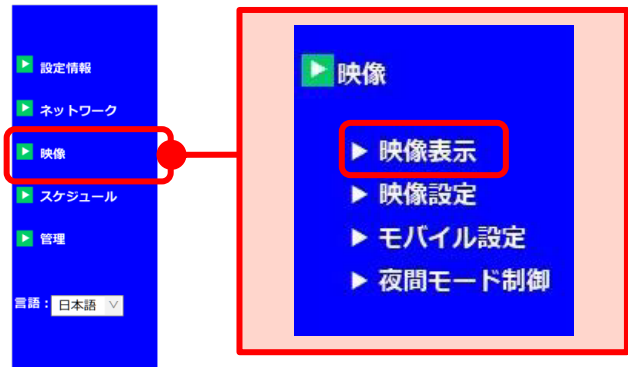 設定情報
ネットワーク
映像
スケジュール
管理
言語：日本語
映像
映像表示
映像設定
モバイル設定
夜間モード制御